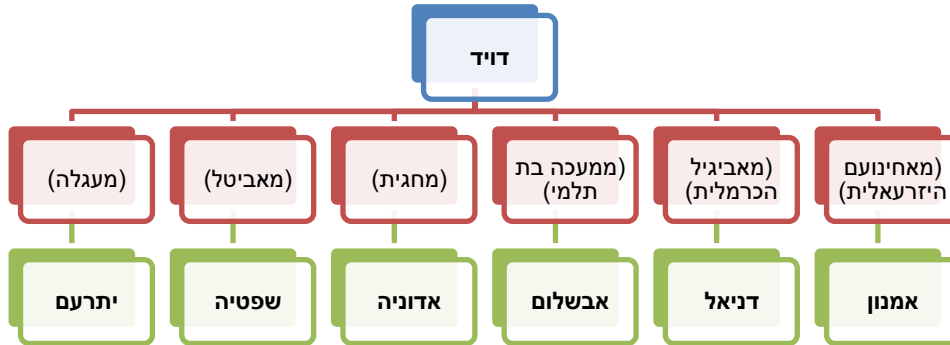 דויד
(מאחינועם
היזרעאלית)
(מאביגיל
הכרמלית)
(ממעכה בת
תלמי)
(מחגית)
(מאביטל)
(מעגלה)
אמנון
דניאל
אבשלום
אדוניה
שפטיה
יתרעם